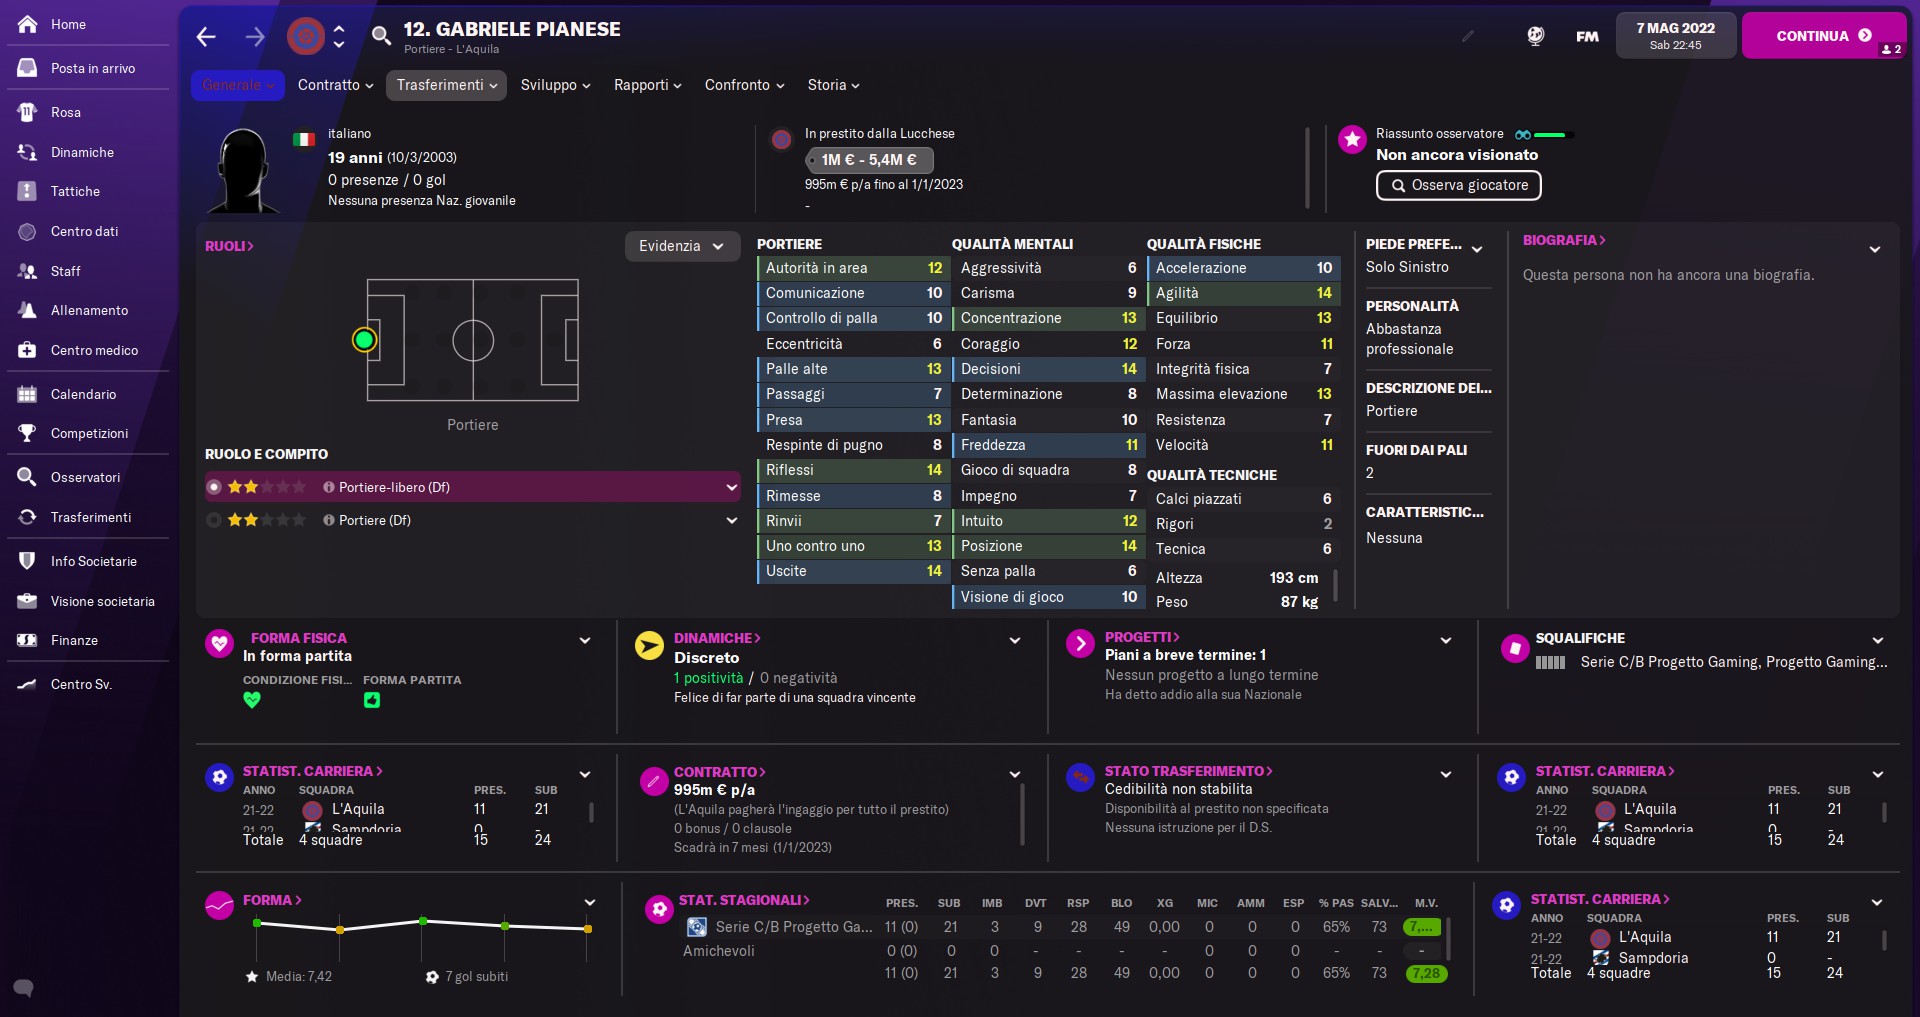 Home
Posta in arrivo
Rosa
Dinamiche
Tattiche
Centro dati
Staff
Allenamento
Centro medico
Calendario
Competizioni
Osservatori
Trasferimenti
Info Societarie
Visione societaria
Finanze
Centro Sv.
12. GABRIELE PIANESE
Portiere - L'Aquila
FM
7 MAG 2022
Sab 22:45
CONTINUA
2
Generale
Contratto
Trasferimenti
Sviluppo
Rapporti
Confronto
Storia
italiano
19 anni (10/3/2003)
0 presenze / 0 gol
Nessuna presenza Naz. giovanile
In prestito dalla Lucchese
1M € - 5,4M €
995m € p/a fino al 1/1/2023
-
Riassunto osservatore
Non ancora visionato
Osserva giocatore
RUOLI
Evidenzia
Portiere
RUOLO E COMPITO
Portiere-libero (Df)
Portiere (Df)
PORTIERE
Autorità in area 12
Comunicazione 10
Controllo di palla 10
Eccentricità 6
Palle alte 13
Passaggi 7
Presa 13
Respinte di pugno 8
Riflessi 14
Rimesse 8
Rinvii 7
Uno contro uno 13
Uscite 14
QUALITÀ MENTALI
Aggressività 6
Carisma 9
Concentrazione 13
Coraggio 12
Decisioni 14
Determinazione 8
Fantasia 10
Freddezza 11
Gioco di squadra 8
Impegno 7
Intuito 12
Posizione 14
Senza palla 6
Visione di gioco 10
QUALITÀ FISICHE
Accelerazione 10
Agilità 14
Equilibrio 13
Forza 11
Integrità fisica 7
Massima elevazione 13
Resistenza 7
Velocità 11
QUALITÀ TECNICHE
Calci piazzati 6
Rigori 2
Tecnica 6
Altezza 193 cm
Peso 87 kg
PIEDE PREFE...
Solo Sinistro
PERSONALITÀ
Abbastanza
professionale
DESCRIZIONE DEI...
Portiere
FUORI DAI PALI
2
CARATTERISTIC...
Nessuna
BIOGRAFIA
Questa persona non ha ancora una biografia.
FORMA FISICA
In forma partita
CONDIZIONE FISI... FORMA PARTITA
DINAMICHE
Discreto
1 positività / 0 negatività
Felice di far parte di una squadra vincente
PROGETTI
Piani a breve termine: 1
Nessun progetto a lungo termine
Ha detto addio alla sua Nazionale
SQUALIFICHE
Serie C/B Progetto Gaming, Progetto Gaming...
STATIST. CARRIERA
ANNO SQUADRA PRES. SUB
21-22 L'Aquila 11 21
21-22 Sampdoria 0 -
Totale 4 squadre 15 24
CONTRATTO
995m € p/a
(L'Aquila pagherà l'ingaggio per tutto il prestito)
0 bonus / 0 clausole
Scadrà in 7 mesi (1/1/2023)
STATO TRASFERIMENTO
Cedibilità non stabilita
Disponibilità al prestito non specificata
Nessuna istruzione per il D.S.
STATIST. CARRIERA
ANNO SQUADRA PRES. SUB
21-22 L'Aquila 11 21
21-22 Sampdoria 0 -
Totale 4 squadre 15 24
FORMA
Media: 7,42
7 gol subiti
STAT. STAGIONALI PRES. SUB IMB DVT RSP BLO XG MIC AMM ESP % PAS SALV... M.V.
Serie C/B Progetto Ga... 11 (0) 21 3 9 28 49 0,00 0 0 0 65% 73 7,...
Amichevoli 0 (0) 0 0 - - - - 0 0 0 - - -
11 (0) 21 3 9 28 49 0,00 0 0 0 65% 73 7,28
STATIST. CARRIERA
ANNO SQUADRA PRES. SUB
21-22 L'Aquila 11 21
21-22 Sampdoria 0 -
Totale 4 squadre 15 24